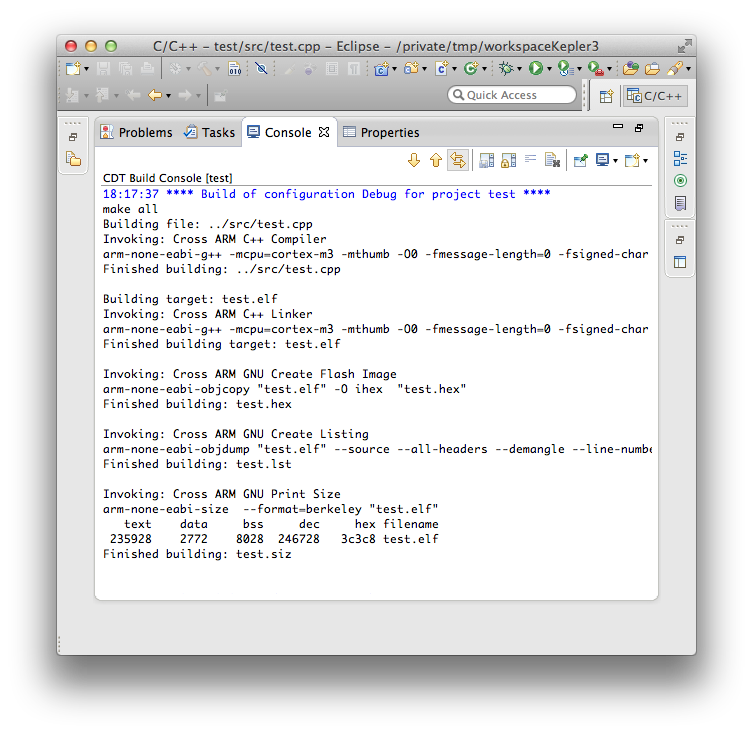 C/C++ – test/src/test.cpp – Eclipse – /private/tmp/workspaceKepler3
Quick Access
C/C++
Problems Tasks Console Properties
CDT Build Console [test]
18:17:37 **** Build of configuration Debug for project test ****
make all
Building file: ../src/test.cpp
Invoking: Cross ARM C++ Compiler
arm-none-eabi-g++ -mcpu=cortex-m3 -mthumb -O0 -fmessage-length=0 -fsigned-char
Finished building: ../src/test.cpp
Building target: test.elf
Invoking: Cross ARM C++ Linker
arm-none-eabi-g++ -mcpu=cortex-m3 -mthumb -O0 -fmessage-length=0 -fsigned-char
Finished building target: test.elf
Invoking: Cross ARM GNU Create Flash Image
arm-none-eabi-objcopy "test.elf" -O ihex  "test.hex"
Finished building: test.hex
Invoking: Cross ARM GNU Create Listing
arm-none-eabi-objdump "test.elf" --source --all-headers --demangle --line-numbe
Finished building: test.lst
Invoking: Cross ARM GNU Print Size
arm-none-eabi-size  --format=berkeley "test.elf"
   text    data     bss     dec     hex filename
 235928    2772    8028  246728   3c3c8 test.elf
Finished building: test.siz